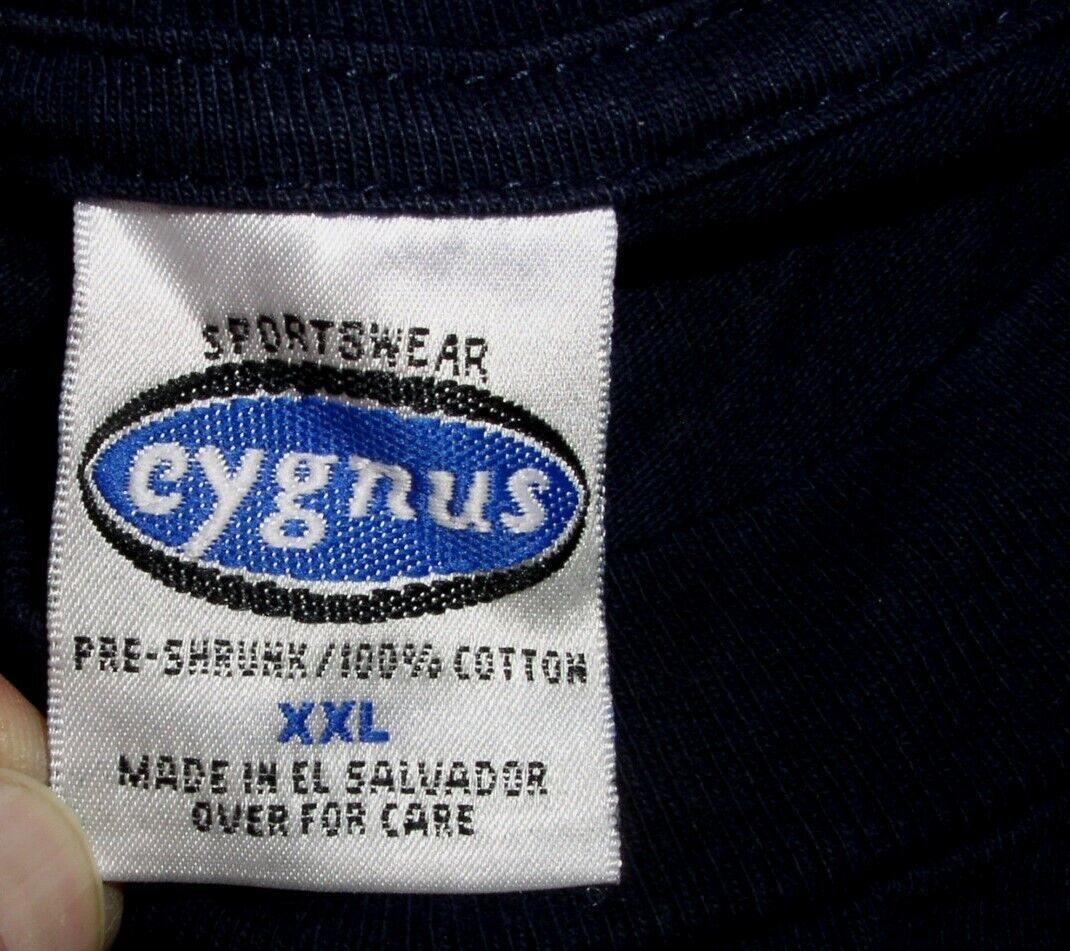 SPORTSWEAR
cygnus
PRE-SHRUNK/100% COTTON
XXL
MADE IN EL SALVADOR
OVER FOR CARE